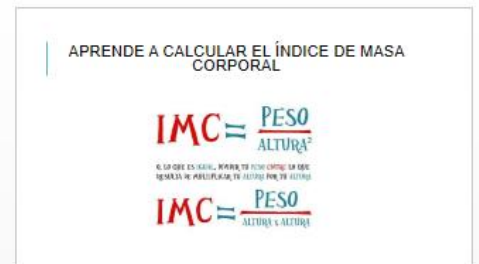 APRENDE A CALCULAR EL ÍNDICE DE MASA
CORPORAL
IMC = PESO
ALTURA²
O, LO QUE ES IGUAL, DIVIDIR TU PESO ENTRE LO QUE
RESULTA DE MULTIPLICAR TU ALTURA POR TU ALTURA
IMC = PESO
ALTURA x ALTURA